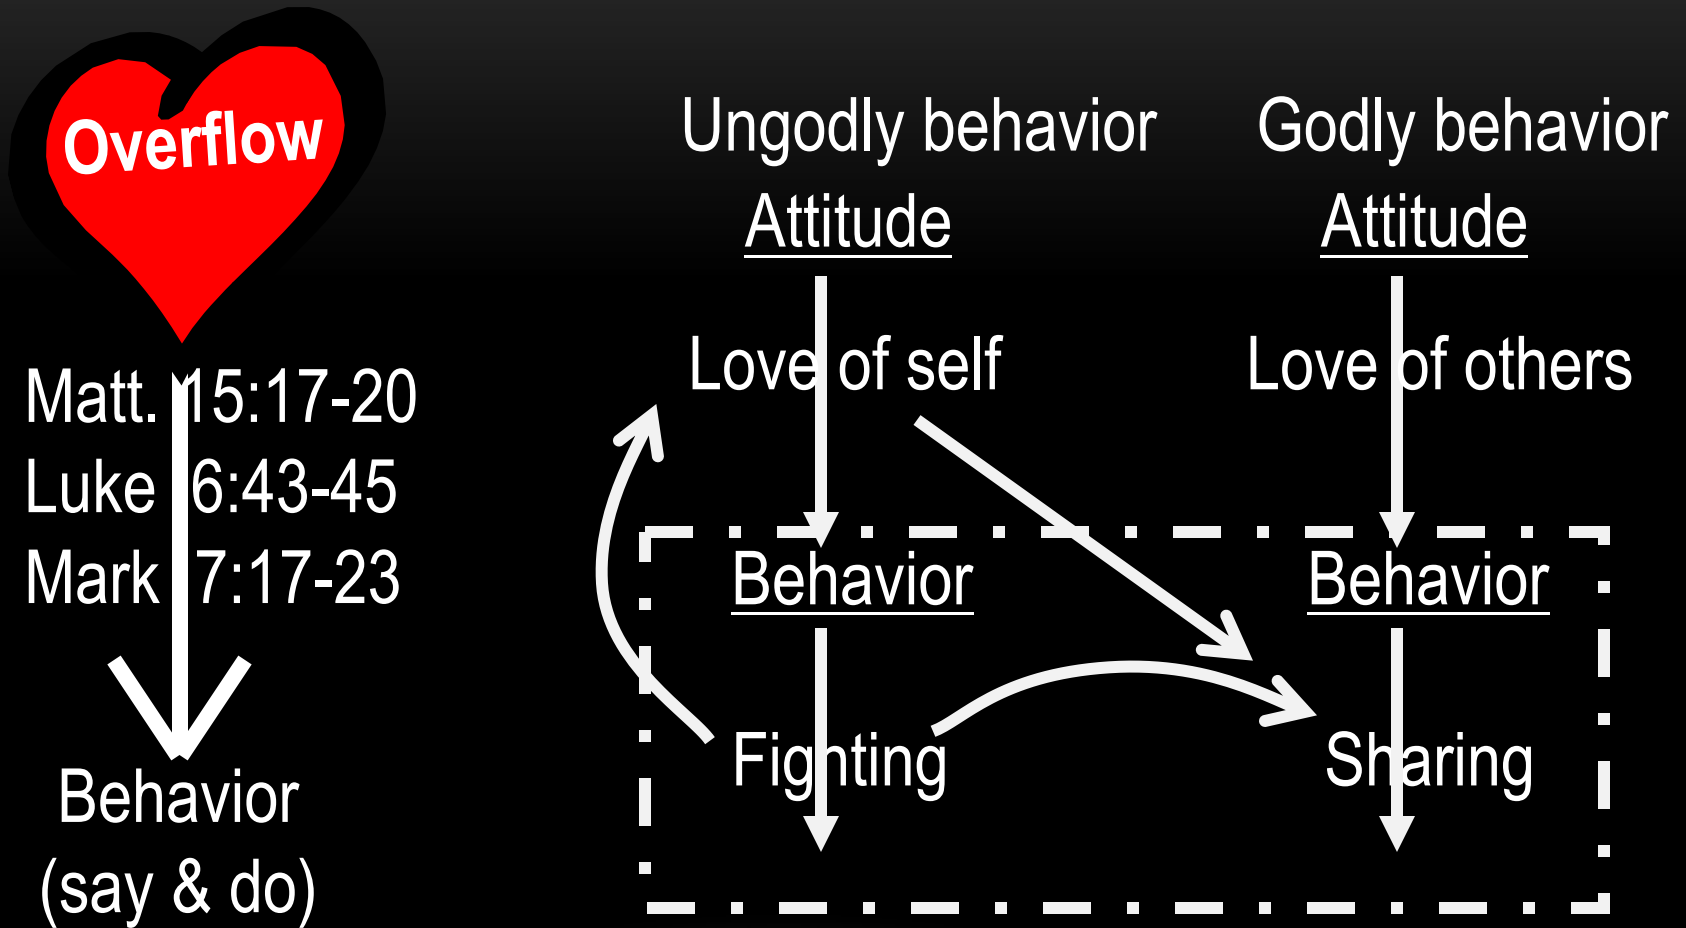 Overflow
Matt. 15:17-20
Luke 6:43-45
Mark 7:17-23
Behavior
(say & do)
Ungodly behavior
Attitude
Love of self
Behavior
Fighting
Godly behavior
Attitude
Love of others
Behavior
Sharing